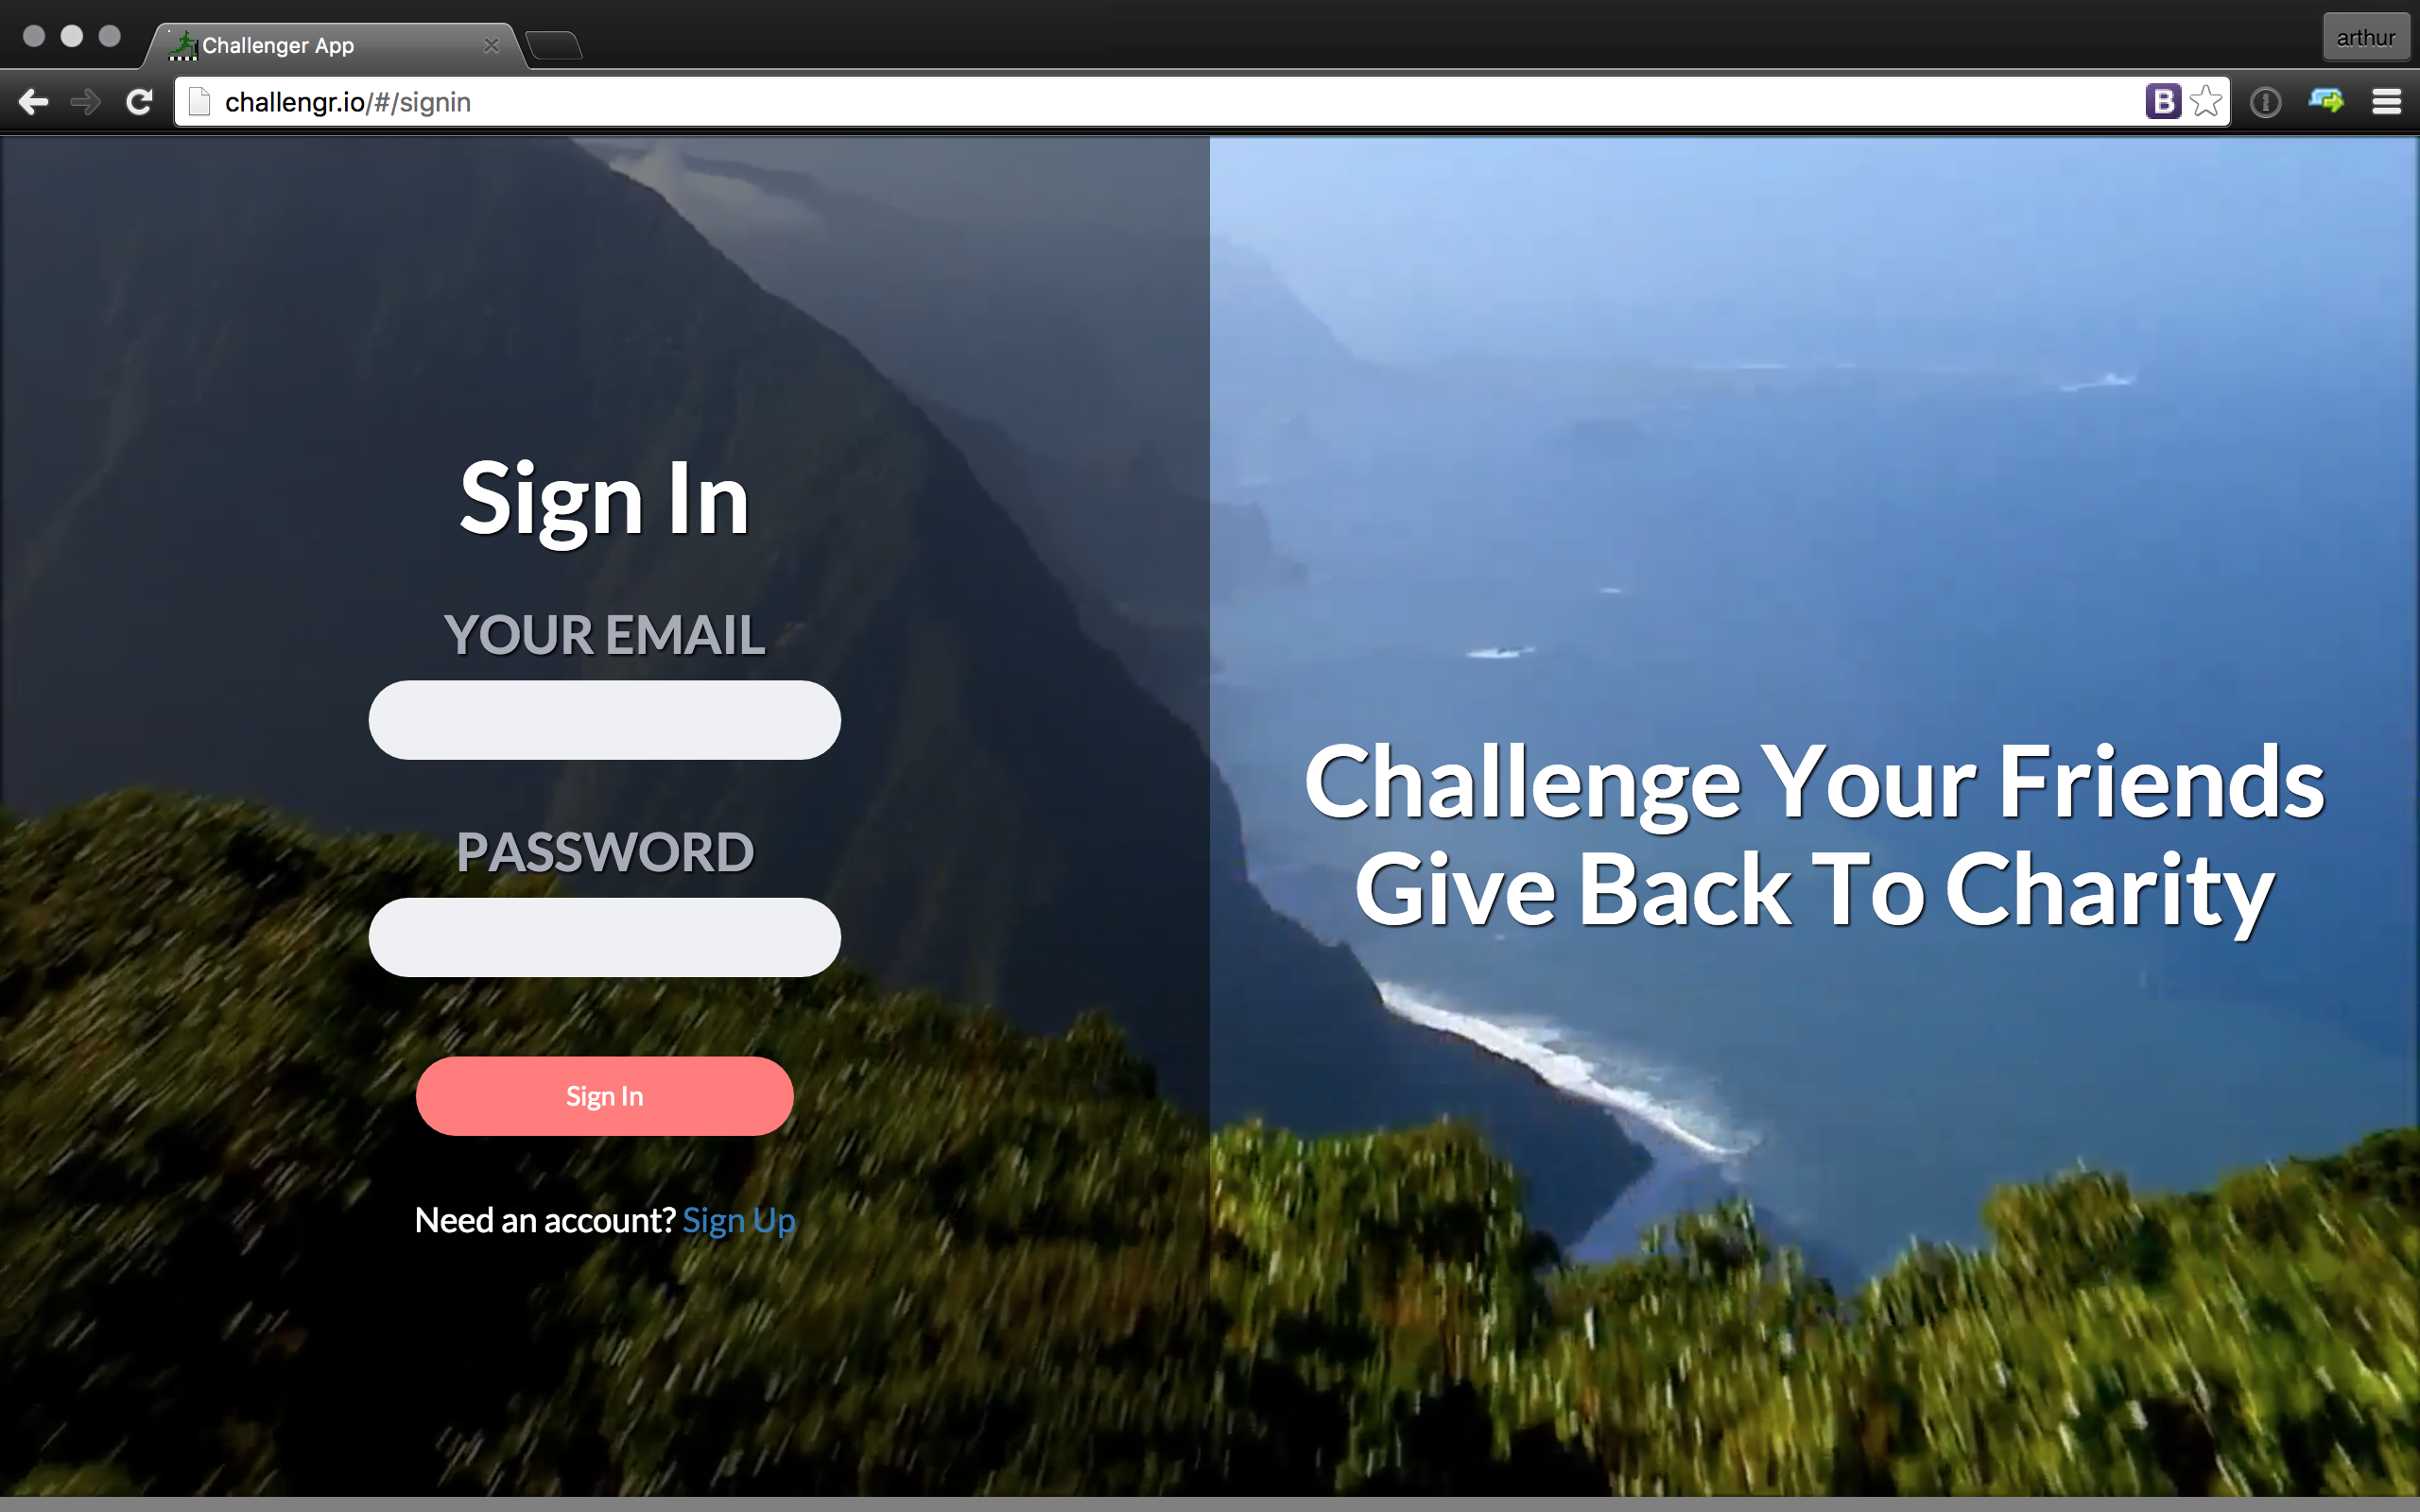 Challenger App
arthur
challengr.io/#/signin
B
Sign In
YOUR EMAIL
PASSWORD
Sign In
Need an account? Sign Up
Challenge Your Friends
Give Back To Charity